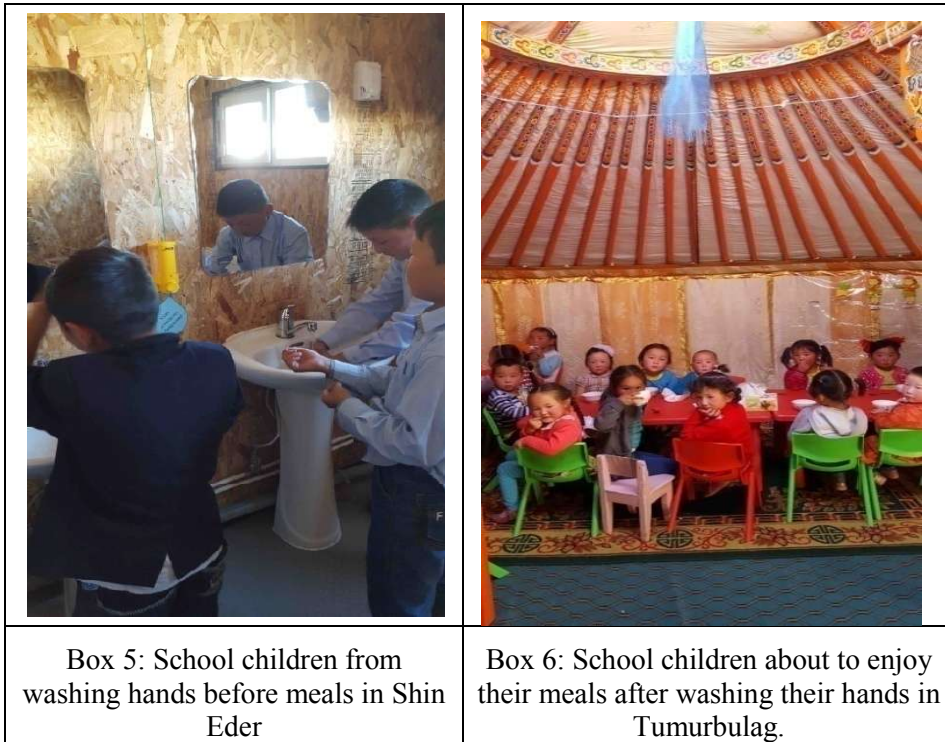 Box 5: School children from
washing hands before meals in Shin
Eder
Box 6: School children about to enjoy
their meals after washing their hands in
Tumurbulag.